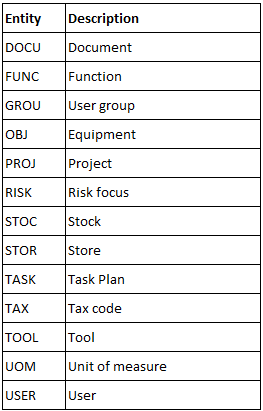 Entity Description
DOCU Document
FUNC Function
GROU User group
OBJ Equipment
PROJ Project
RISK Risk focus
STOC Stock
STOR Store
TASK Task Plan
TAX Tax code
TOOL Tool
UOM Unit of measure
USER User